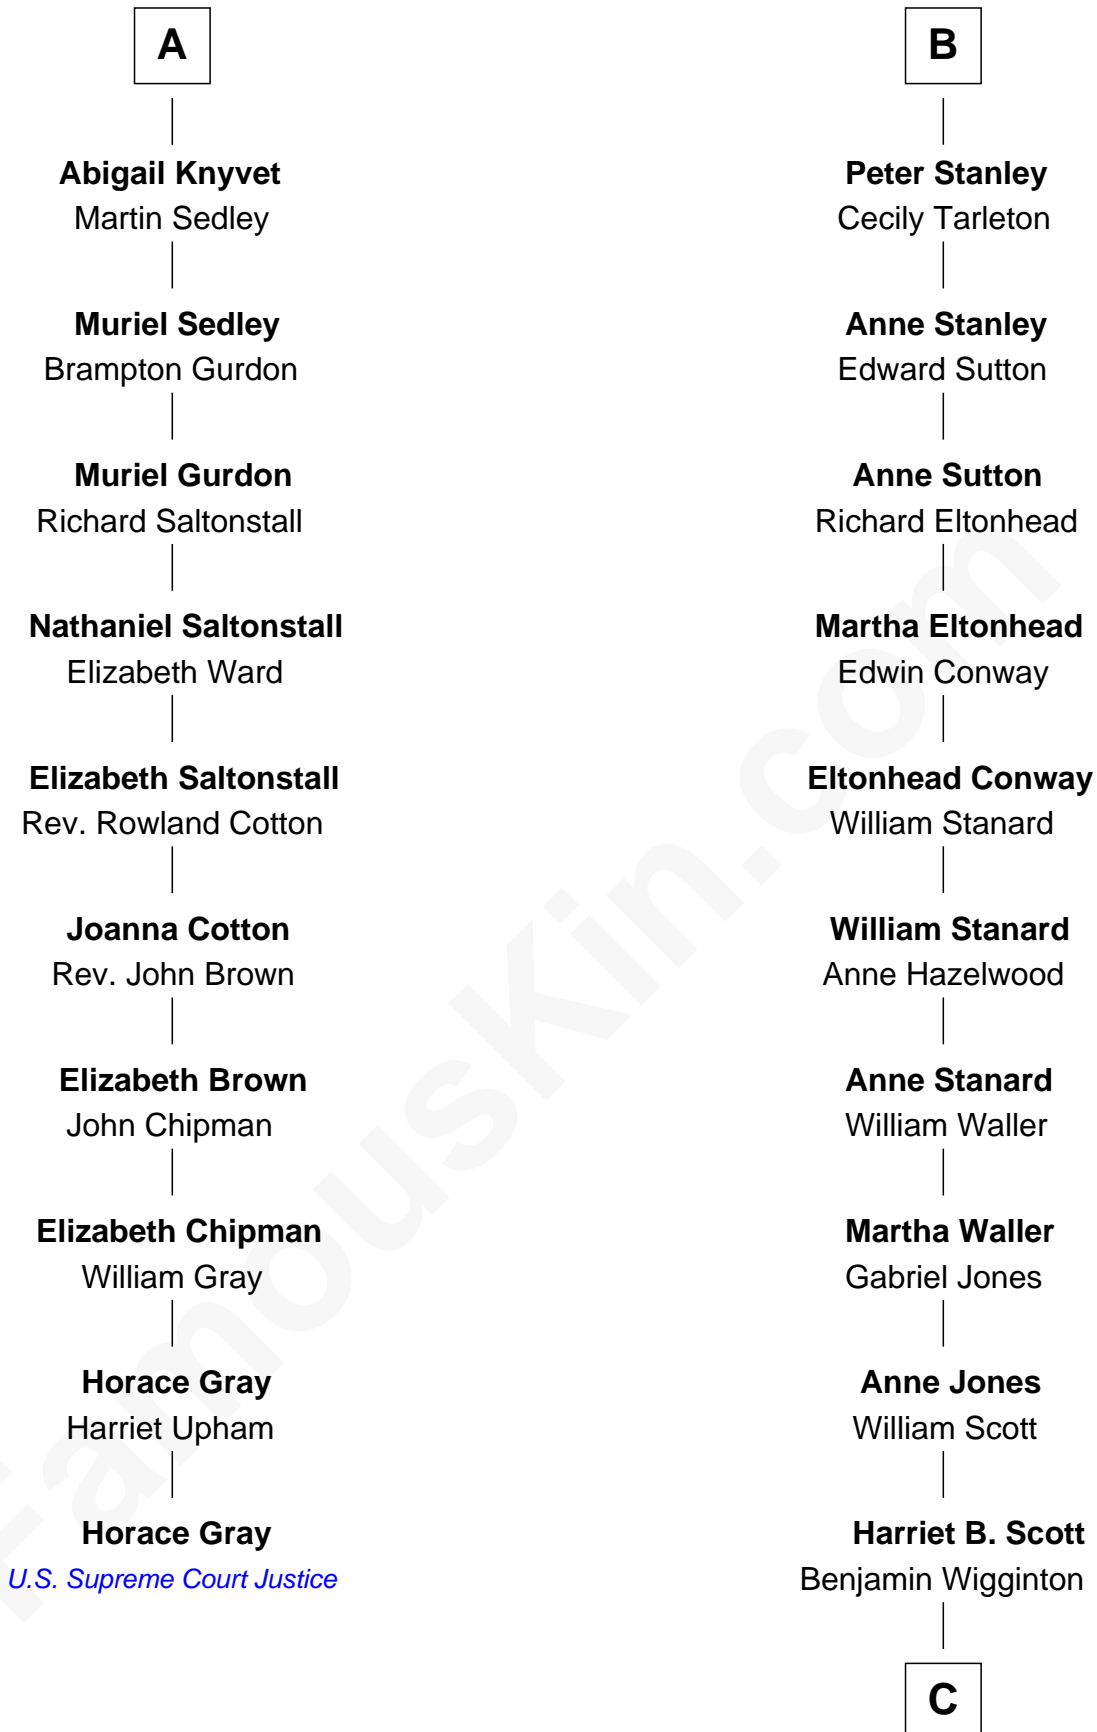 A
Abigail Knyvet
Martin Sedley
Muriel Sedley
Brampton Gurdon
Muriel Gurdon
Richard Saltonstall
Nathaniel Saltonstall
Elizabeth Ward
Elizabeth Saltonstall
Rev. Rowland Cotton
Joanna Cotton
Rev. John Brown
Elizabeth Brown
John Chipman
Elizabeth Chipman
William Gray
Horace Gray
Harriet Upham
Horace Gray
U.S. Supreme Court Justice
B
Peter Stanley
Cecily Tarleton
Anne Stanley
Edward Sutton
Anne Sutton
Richard Eltonhead
Martha Eltonhead
Edwin Conway
Eltonhead Conway
William Stanard
William Stanard
Anne Hazelwood
Anne Stanard
William Waller
Martha Waller
Gabriel Jones
Anne Jones
William Scott
Harriet B. Scott
Benjamin Wigginton
C
FamousKin.com